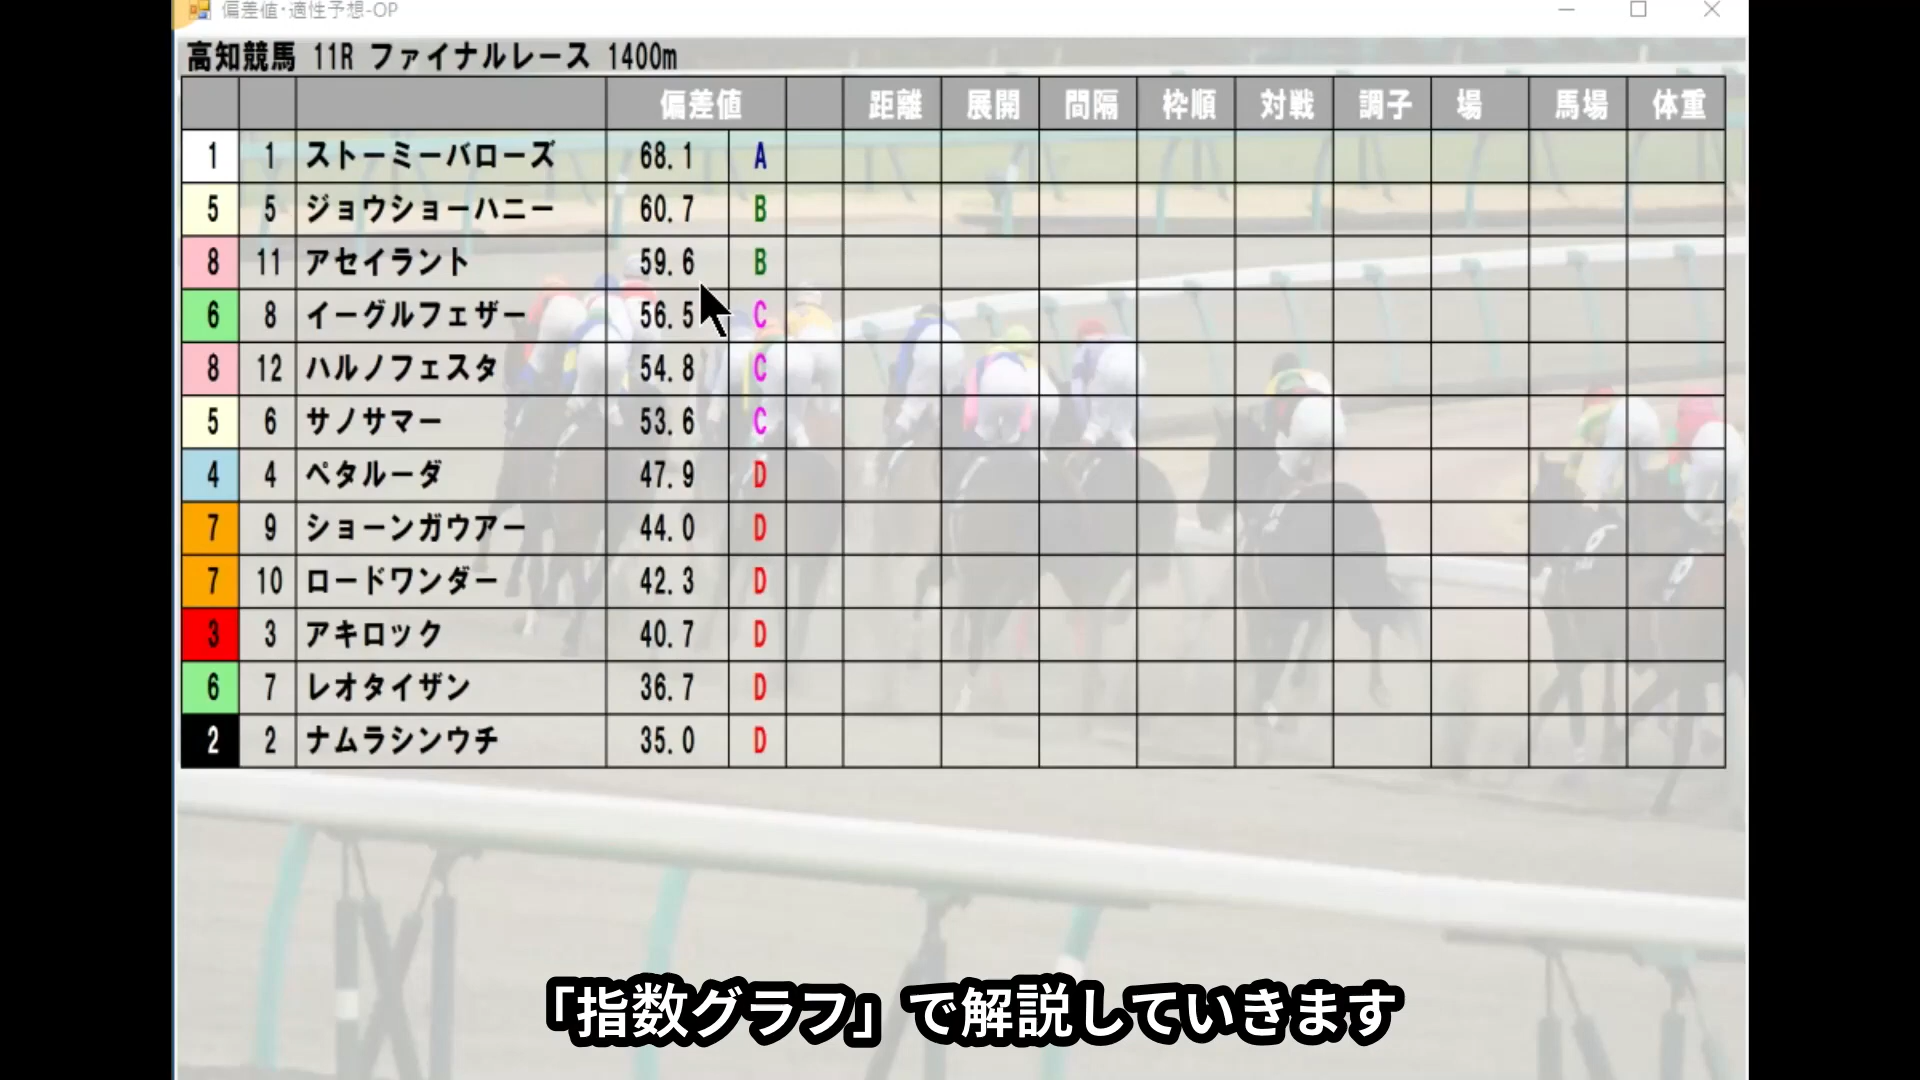 偏差値・適性予想-OP
高知競馬 11R ファイナルレース 1400m
偏差値 距離 展開 間隔 枠順 対戦 調子 場 馬場 体重
1 1 ストーミーバローズ 68.1 A
5 5 ジョウショーハニー 60.7 B
8 11 アセイラント 59.6 B
6 8 イーグルフェザー 56.5 C
8 12 ハルノフェスタ 54.8 C
5 6 サノサマー 53.6 C
4 4 ペタルーダ 47.9 D
7 9 ショーンガウアー 44.0 D
7 10 ロードワンダー 42.3 D
3 3 アキロック 40.7 D
6 7 レオタイザン 36.7 D
2 2 ナムラシンウチ 35.0 D
「指数グラフ」で解説していきます